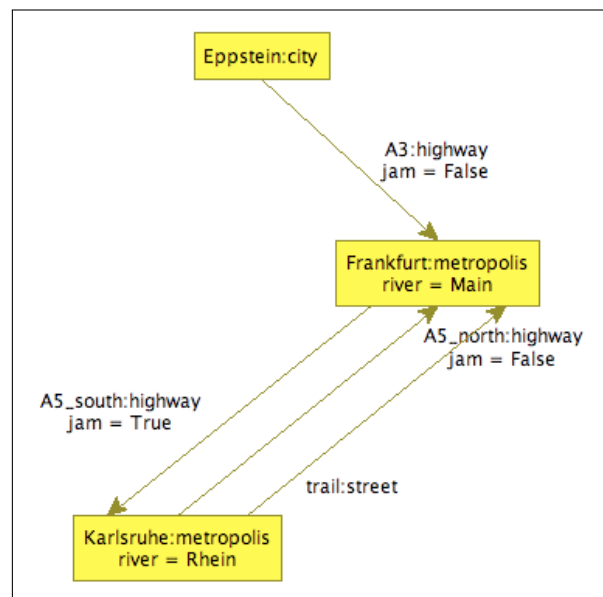 Eppstein:city
A3:highway
jam = False
Frankfurt:metropolis
river = Main
A5_north:highway
jam = False
A5_south:highway
jam = True
trail:street
Karlsruhe:metropolis
river = Rhein